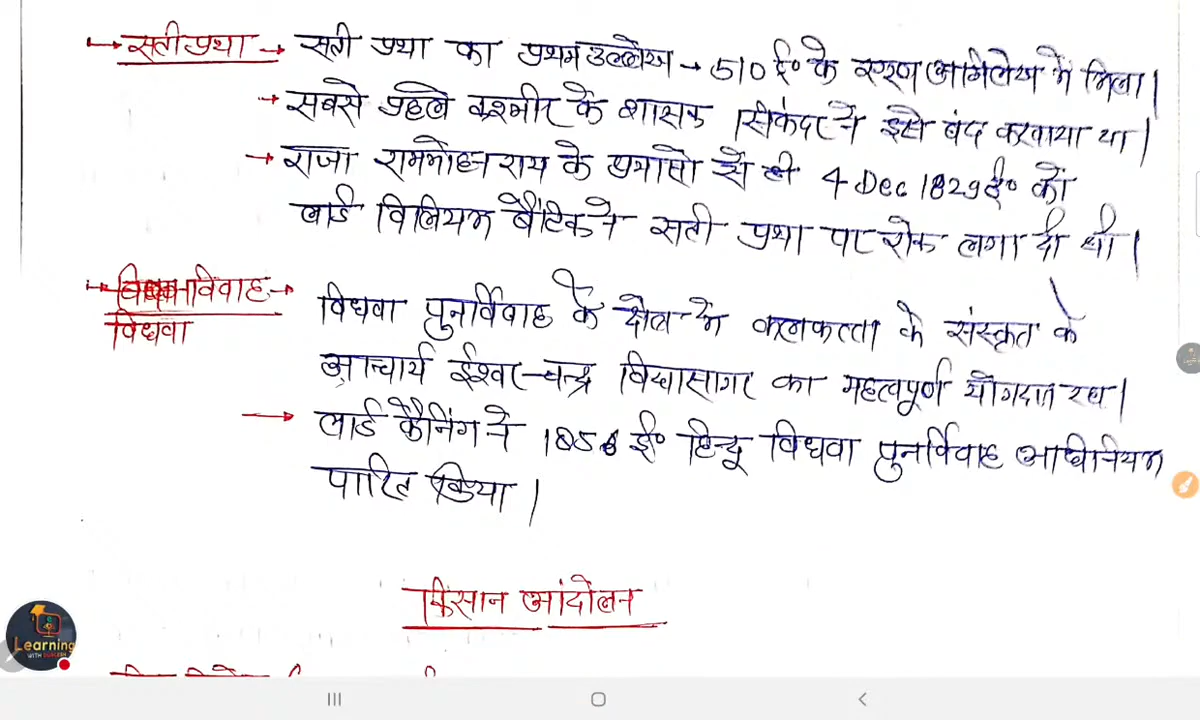 → सती प्रथा → सती प्रथा का प्रथम उल्लेख → 510 ई० के एरण अभिलेख में मिला।
→ सबसे पहले कश्मीर के शासक सिकंदर ने इसे बंद करवाया था।
→ राजा राममोहन राय के प्रयासो से ही 4 Dec 1829 ई० को
लार्ड विलियम बैंटिक ने सती प्रथा पर रोक लगा दी थी।
→ विवाह → विधवा पुनर्विवाह के क्षेत्र में कलकत्ता के संस्कृत के
विधवा
आचार्य ईश्वर चन्द्र विद्यासागर का महत्वपूर्ण योगदान रहा।
→ लार्ड कैनिंग ने 1856 ई० हिन्दू विधवा पुनर्विवाह अधिनियम
पारित किया।
किसान आंदोलन
Learning